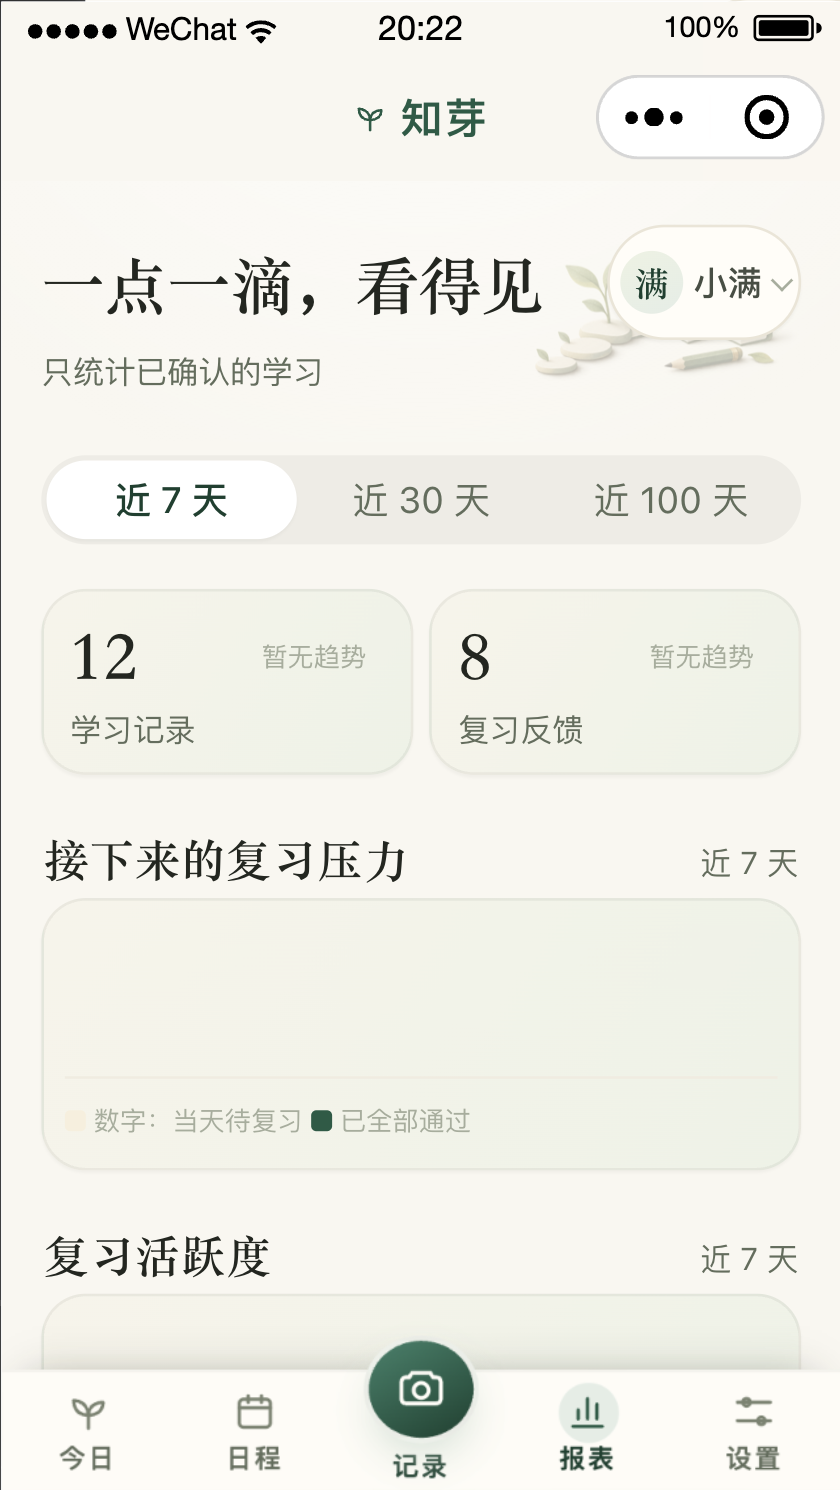 WeChat 20:22 100%
知芽
一点一滴，看得见
满 小满
只统计已确认的学习
近 7 天 近 30 天 近 100 天
12 暂无趋势 8 暂无趋势
学习记录 复习反馈
接下来的复习压力 近 7 天
数字：当天待复习 已全部通过
复习活跃度 近 7 天
今日 日程 记录 报表 设置